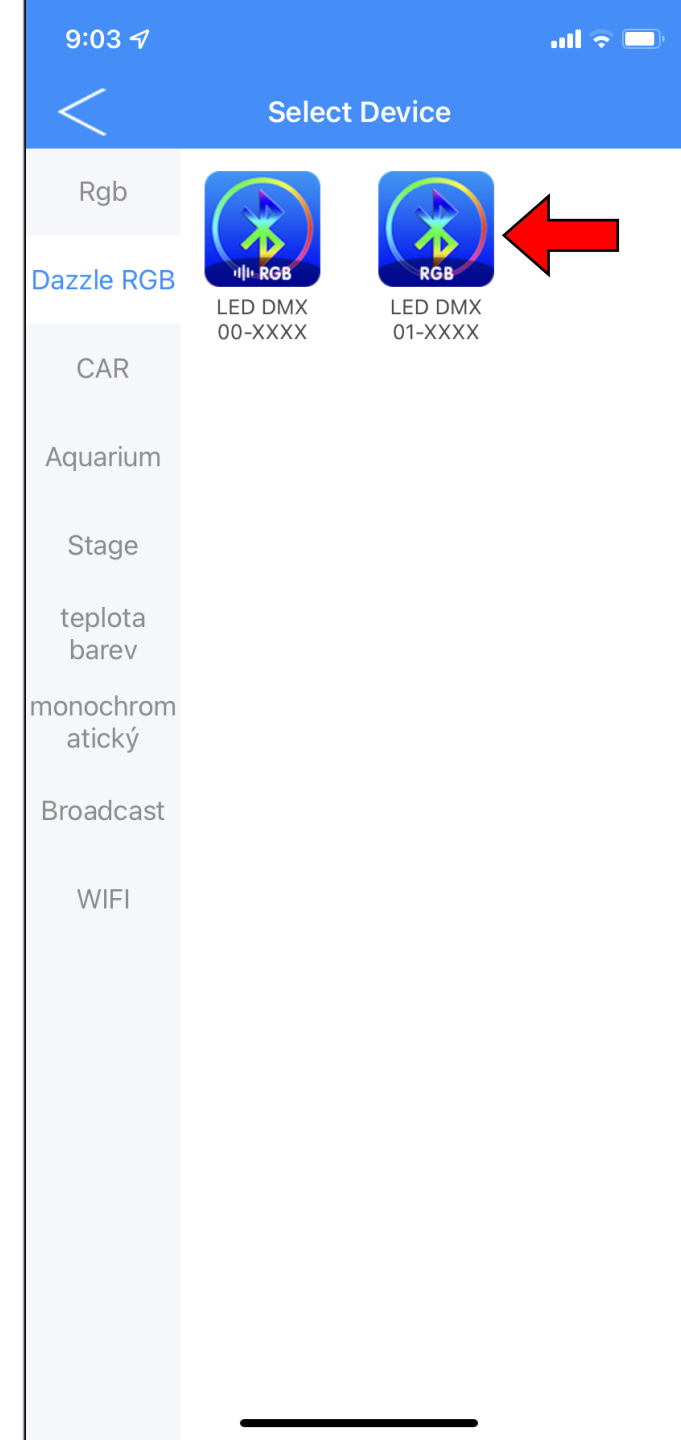 9:03
Select Device
Rgb
Dazzle RGB
CAR
Aquarium
Stage
teplota
barev
monochrom
atický
Broadcast
WIFI
RGB
LED DMX
00-XXXX
RGB
LED DMX
01-XXXX